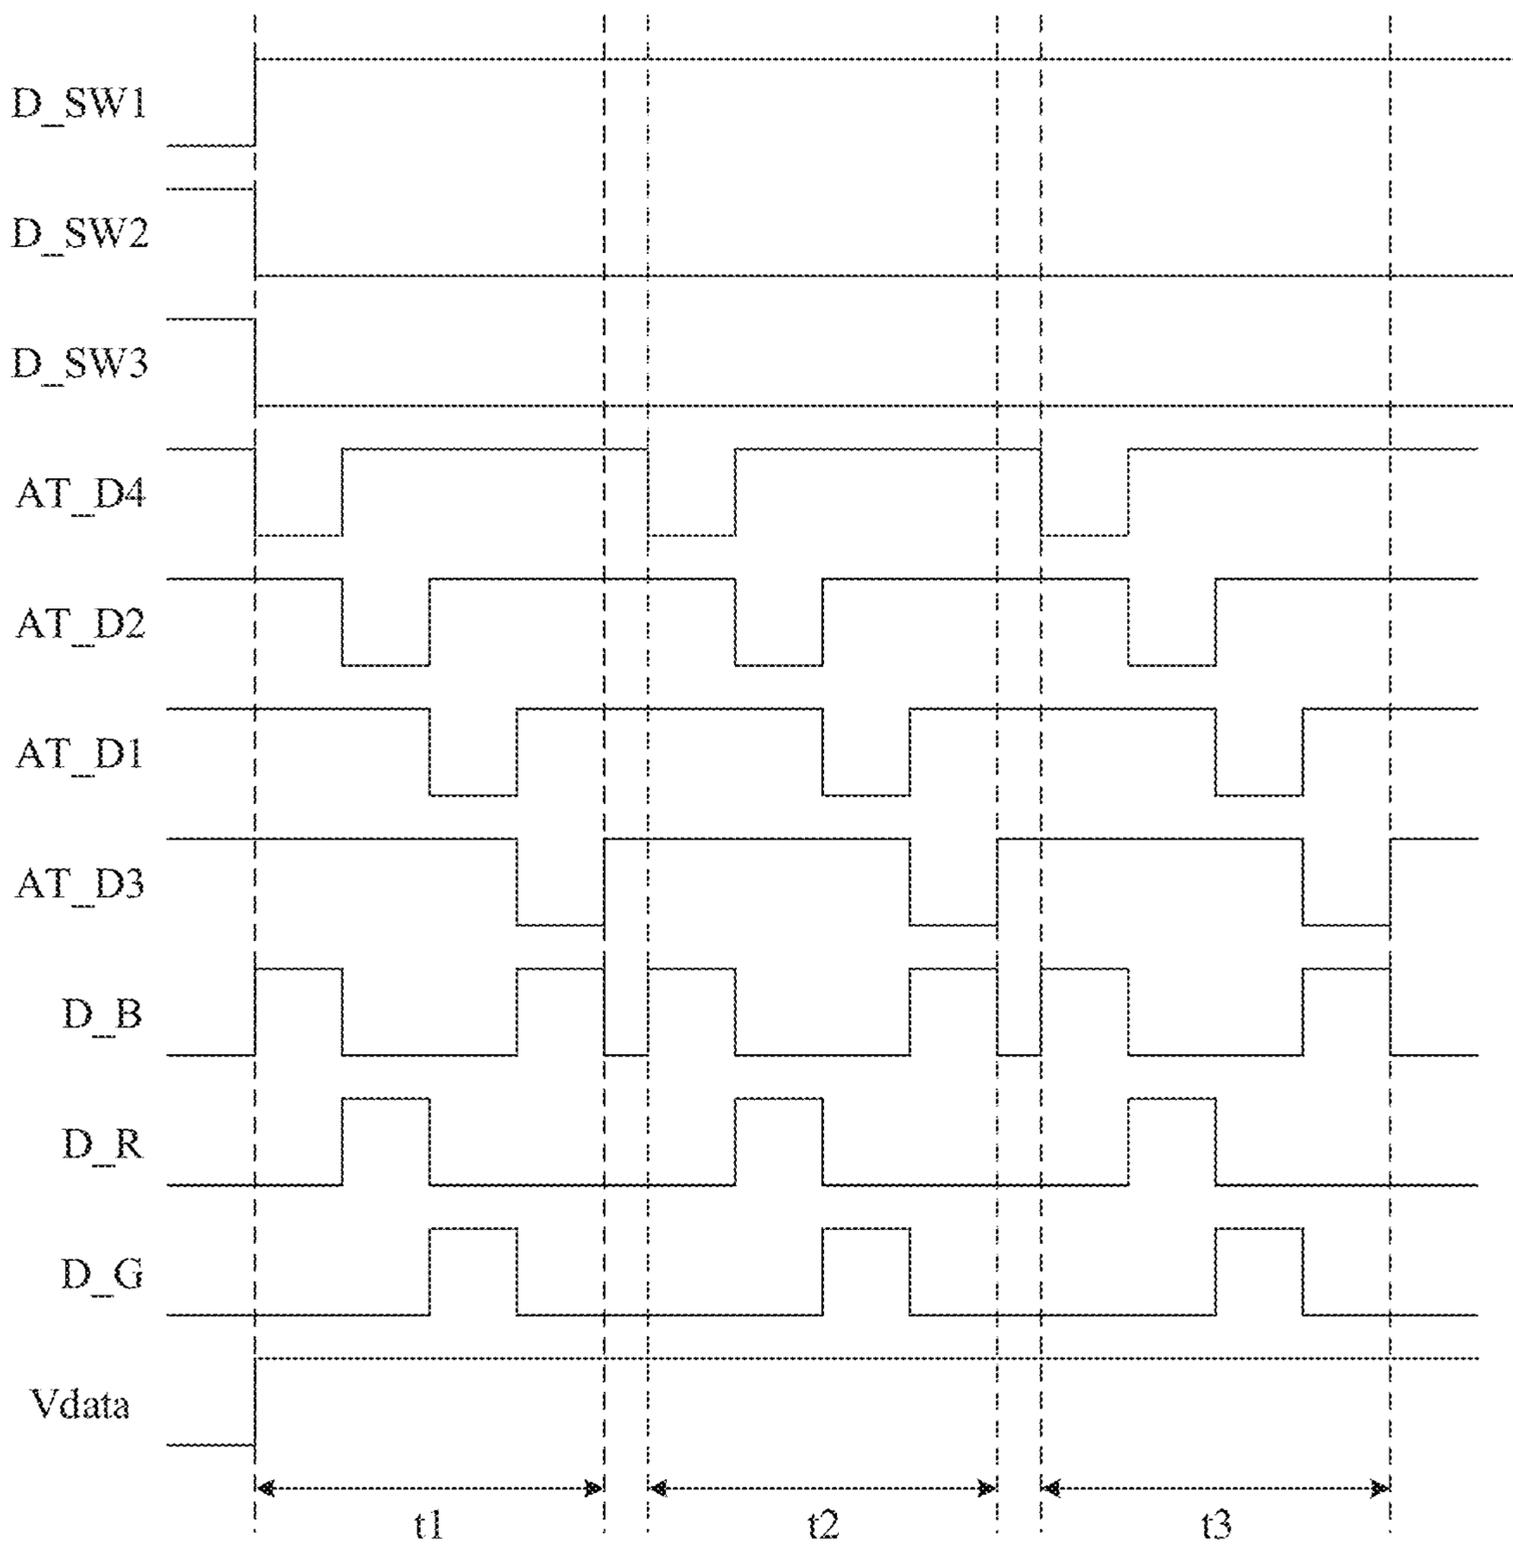 D_SW1
D_SW2
D_SW3
AT_D4
AT_D2
AT_D1
AT_D3
D_B
D_R
D_G
Vdata
t1 t2 t3